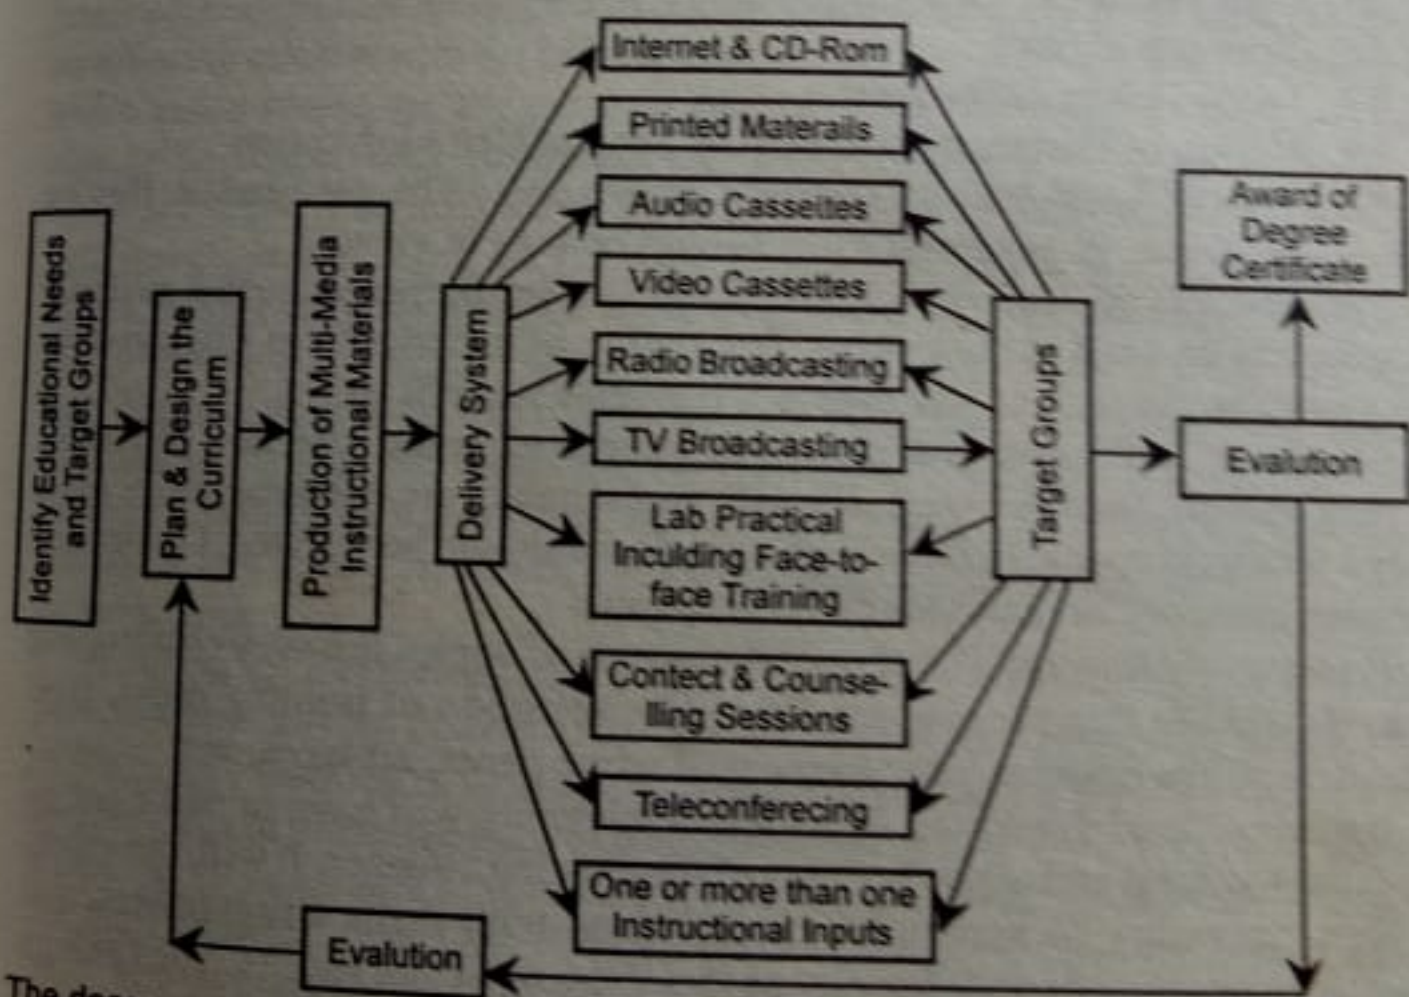 Identify Educational Needs
and Target Groups
Plan & Design the
Curriculum
Production of Multi-Media
Instructional Materials
Delivery System
Internet & CD-Rom
Printed Materails
Audio Cassettes
Video Cassettes
Radio Broadcasting
TV Broadcasting
Lab Practical
Inculding Face-to-
face Training
Contect & Counse-
lling Sessions
Teleconferecing
One or more than one
Instructional Inputs
Target Groups
Award of
Degree
Certificate
Evalution
Evalution
The